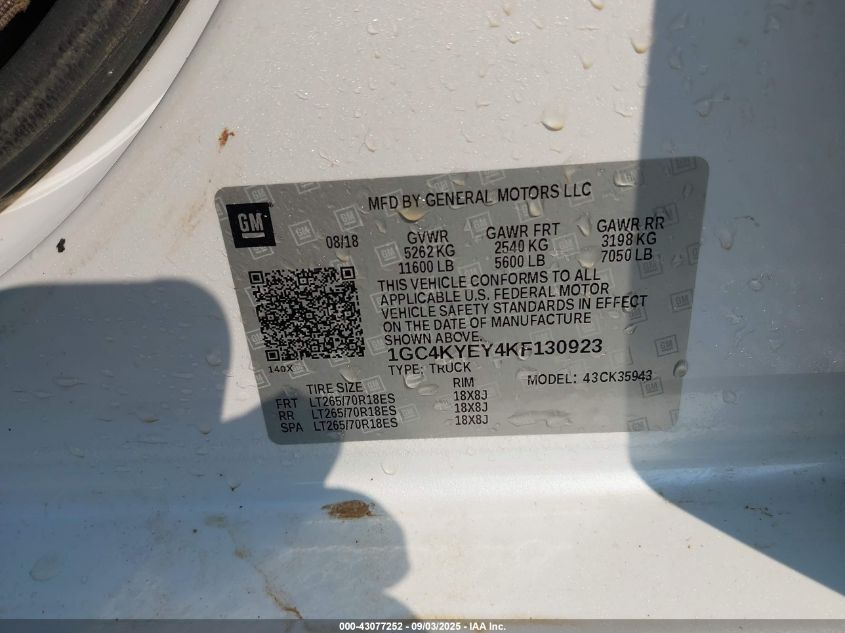 MFD BY GENERAL MOTORS LLC
GM
08/18
GVWR GAWR FRT GAWR RR
5262 KG 2540 KG 3198 KG
11600 LB 5600 LB 7050 LB
THIS VEHICLE CONFORMS TO ALL
APPLICABLE U.S. FEDERAL MOTOR
VEHICLE SAFETY STANDARDS IN EFFECT
ON THE DATE OF MANUFACTURE
SHOWN ABOVE.
1GC4KYEY4KF130923
140X
TYPE: TRUCK MODEL: 43CK35943
TIRE SIZE RIM
FRT LT265/70R18ES 18X8J
RR LT265/70R18ES 18X8J
SPA LT265/70R18ES 18X8J
000-43077252 - 09/03/2025 - IAA Inc.